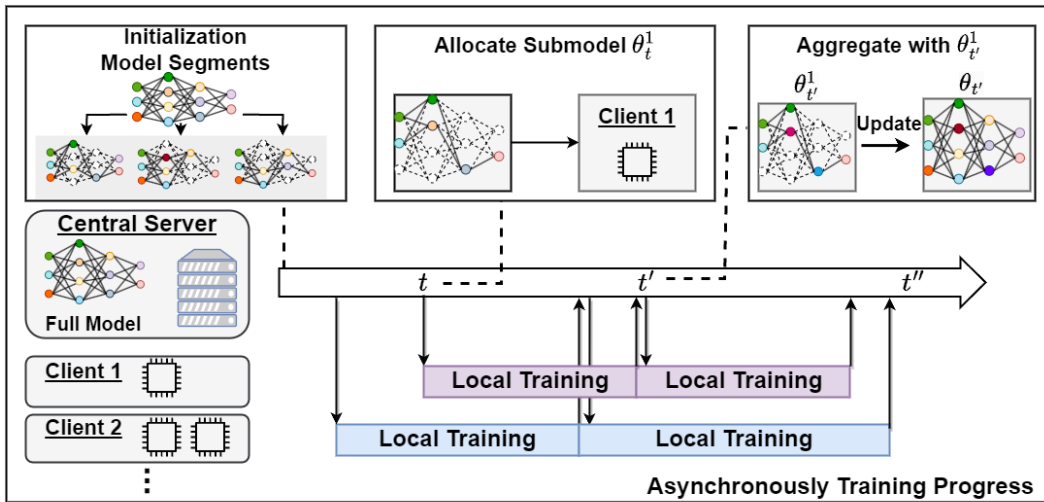 Initialization
Model Segments
Allocate Submodel θ_t^1
Client 1
Aggregate with θ_{t'}^1
θ_{t'}^1
θ_{t'}
Update
Central Server
Full Model
t
t'
t''
Client 1
Client 2
Local Training
Local Training
Local Training
Local Training
Asynchronously Training Progress